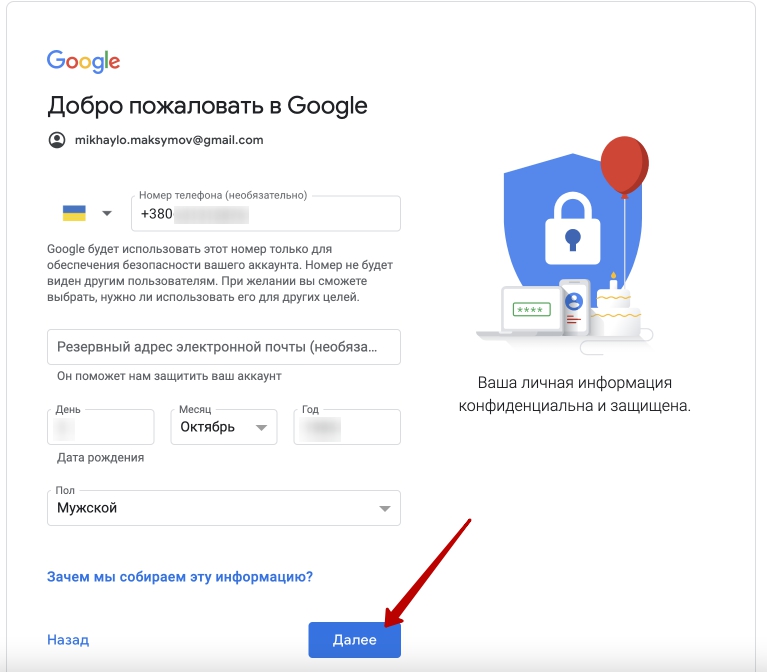 Google
Добро пожаловать в Google
mikhaylo.maksymov@gmail.com
Номер телефона (необязательно)
+380
Google будет использовать этот номер только для
обеспечения безопасности вашего аккаунта. Номер не будет
виден другим пользователям. При желании вы сможете
выбрать, нужно ли использовать его для других целей.
Резервный адрес электронной почты (необяза...
Он поможет нам защитить ваш аккаунт
День
Месяц
Год
Октябрь
Дата рождения
Пол
Мужской
Зачем мы собираем эту информацию?
Назад
Далее
****
Ваша личная информация
конфиденциальна и защищена.